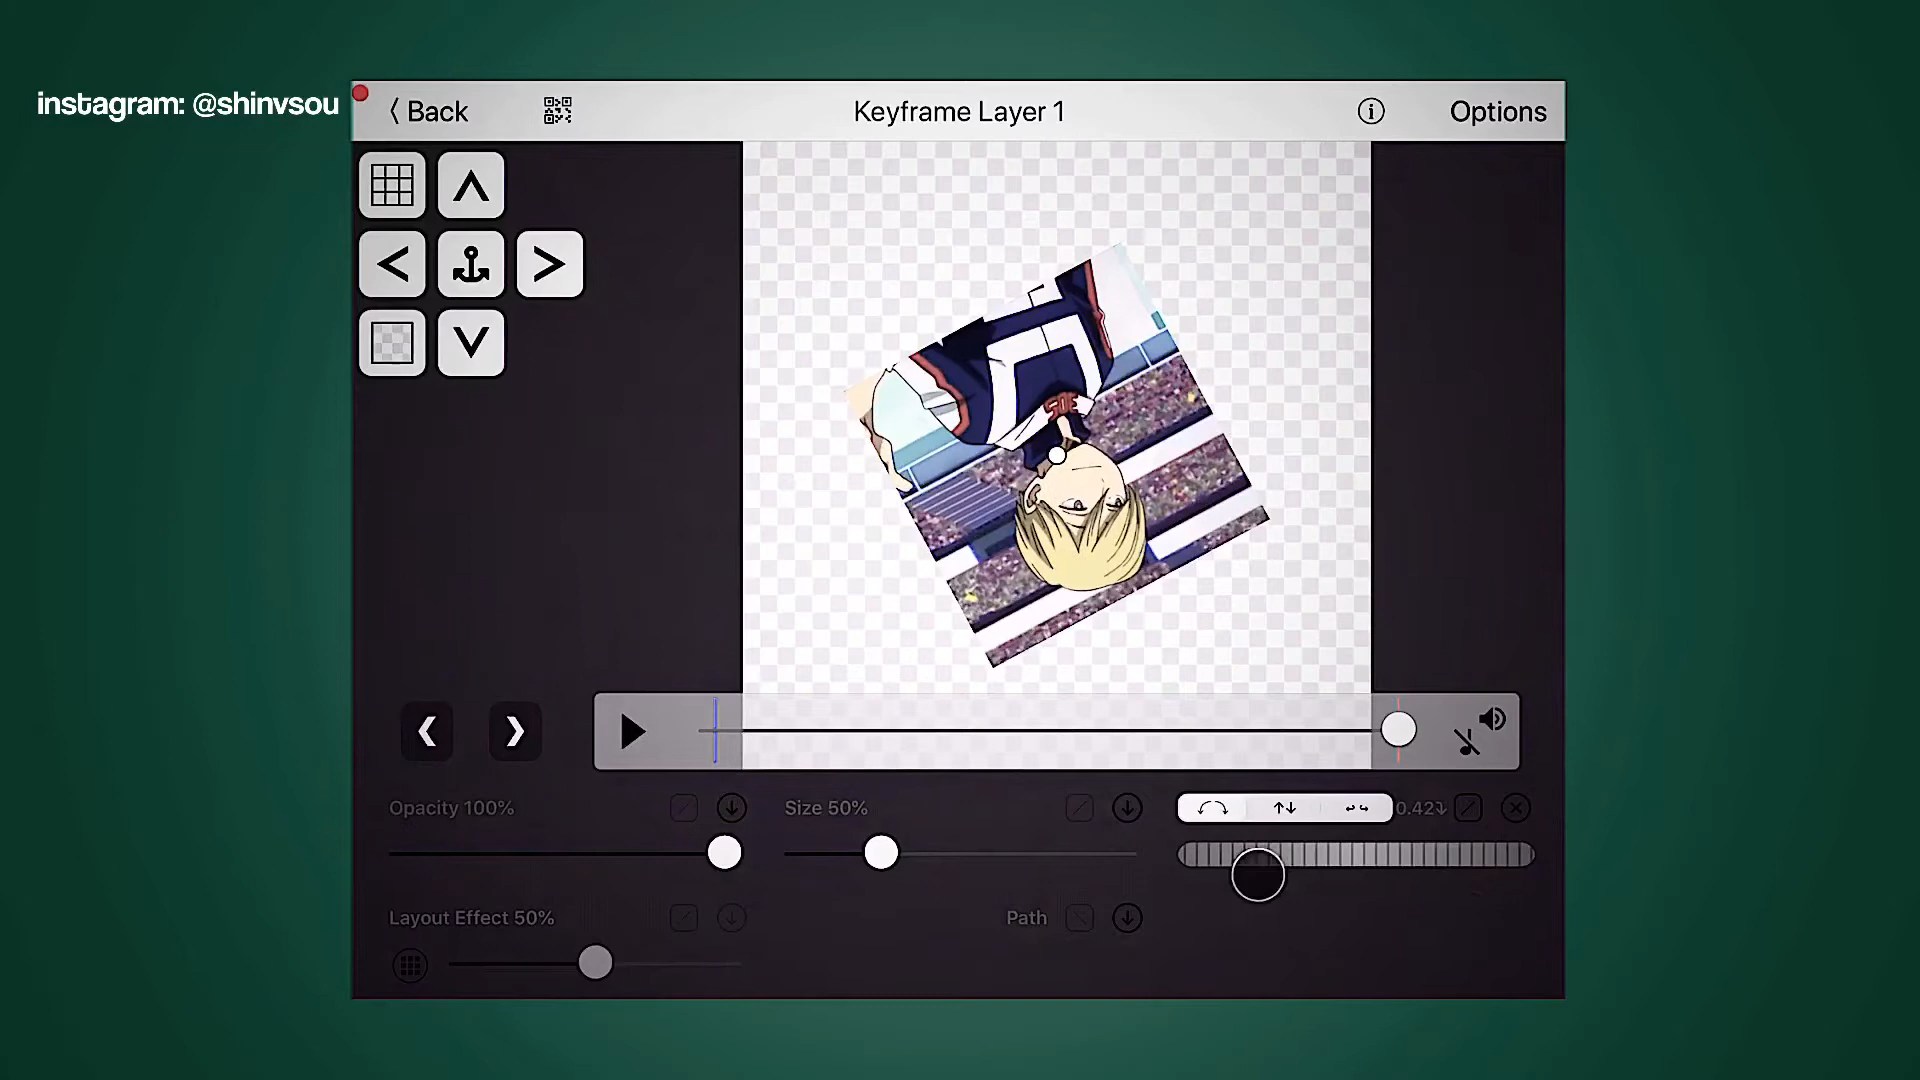 instagram: @shinvsou
Back
Keyframe Layer 1
Options
Opacity 100%
Size 50%
0.42
Layout Effect 50%
Path